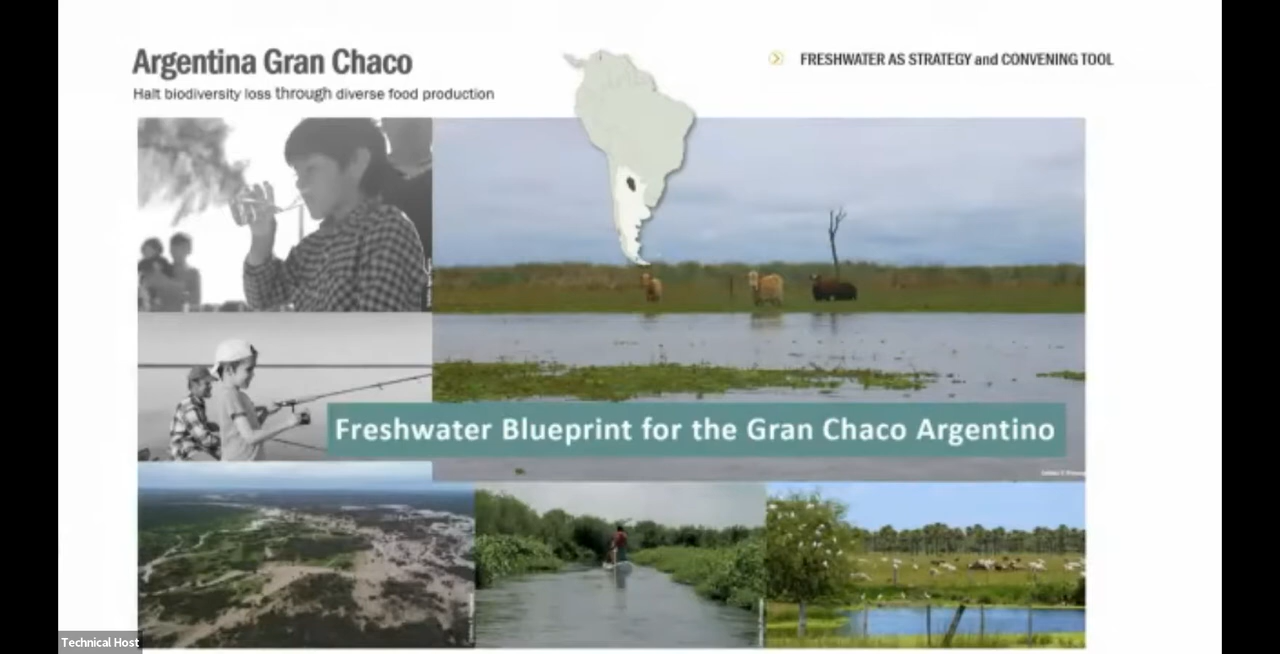 Argentina Gran Chaco
Halt biodiversity loss through diverse food production
FRESHWATER AS STRATEGY and CONVENING TOOL
Freshwater Blueprint for the Gran Chaco Argentino
Technical Host